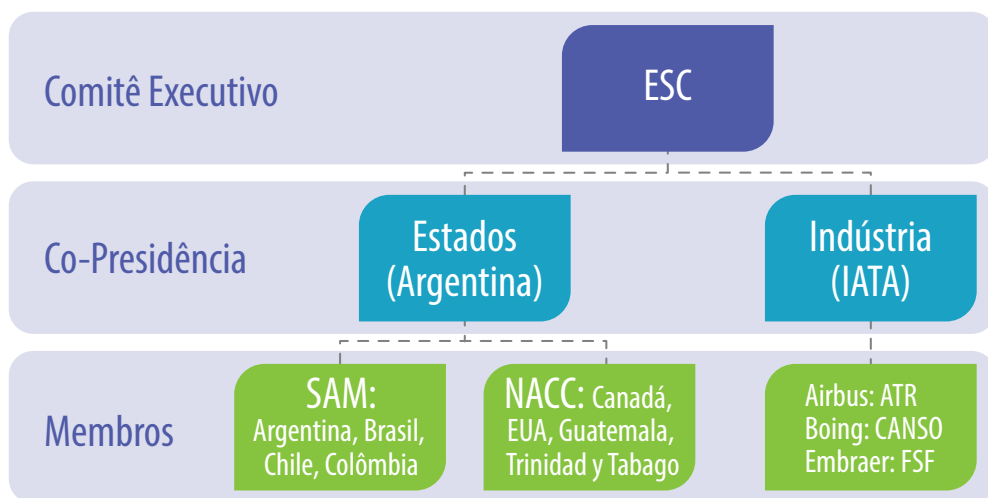 Comitê Executivo
ESC
Co-Presidência
Estados
(Argentina)
Indústria
(IATA)
Membros
SAM:
Argentina, Brasil,
Chile, Colômbia
NACC: Canadá,
EUA, Guatemala,
Trinidad y Tabago
Airbus: ATR
Boing: CANSO
Embraer: FSF